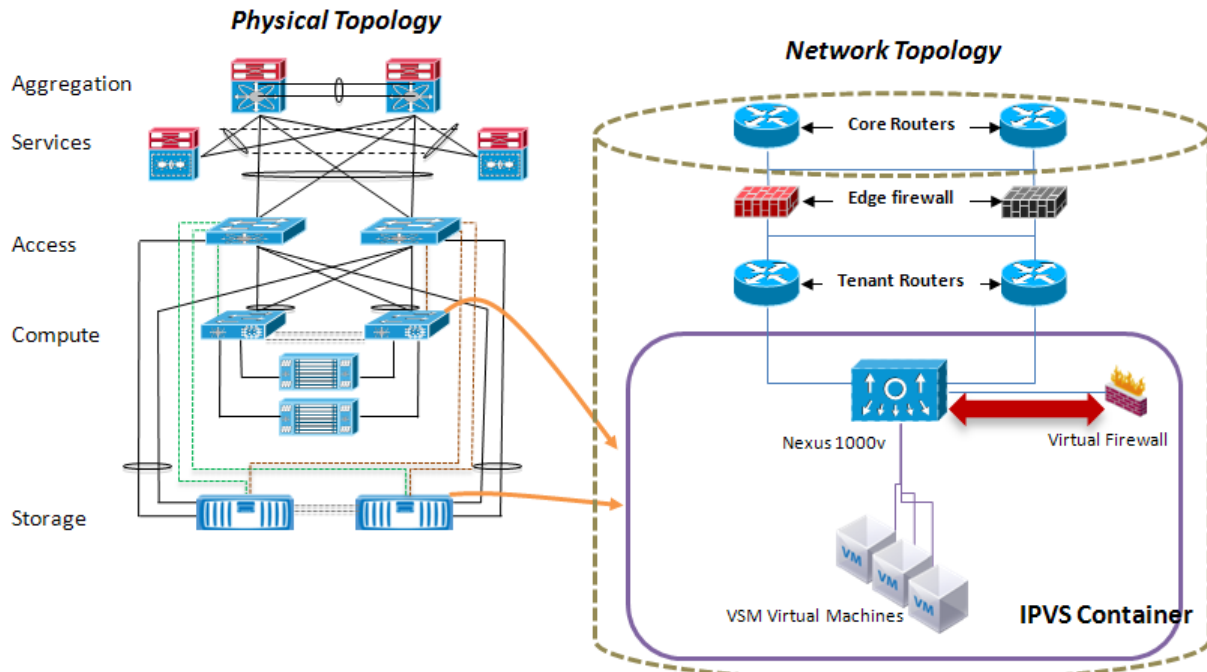 Physical Topology
Network Topology
Aggregation
Services
Access
Compute
Storage
Core Routers
Edge firewall
Tenant Routers
Nexus 1000v
Virtual Firewall
VM
VM
VM
VSM Virtual Machines
IPVS Container